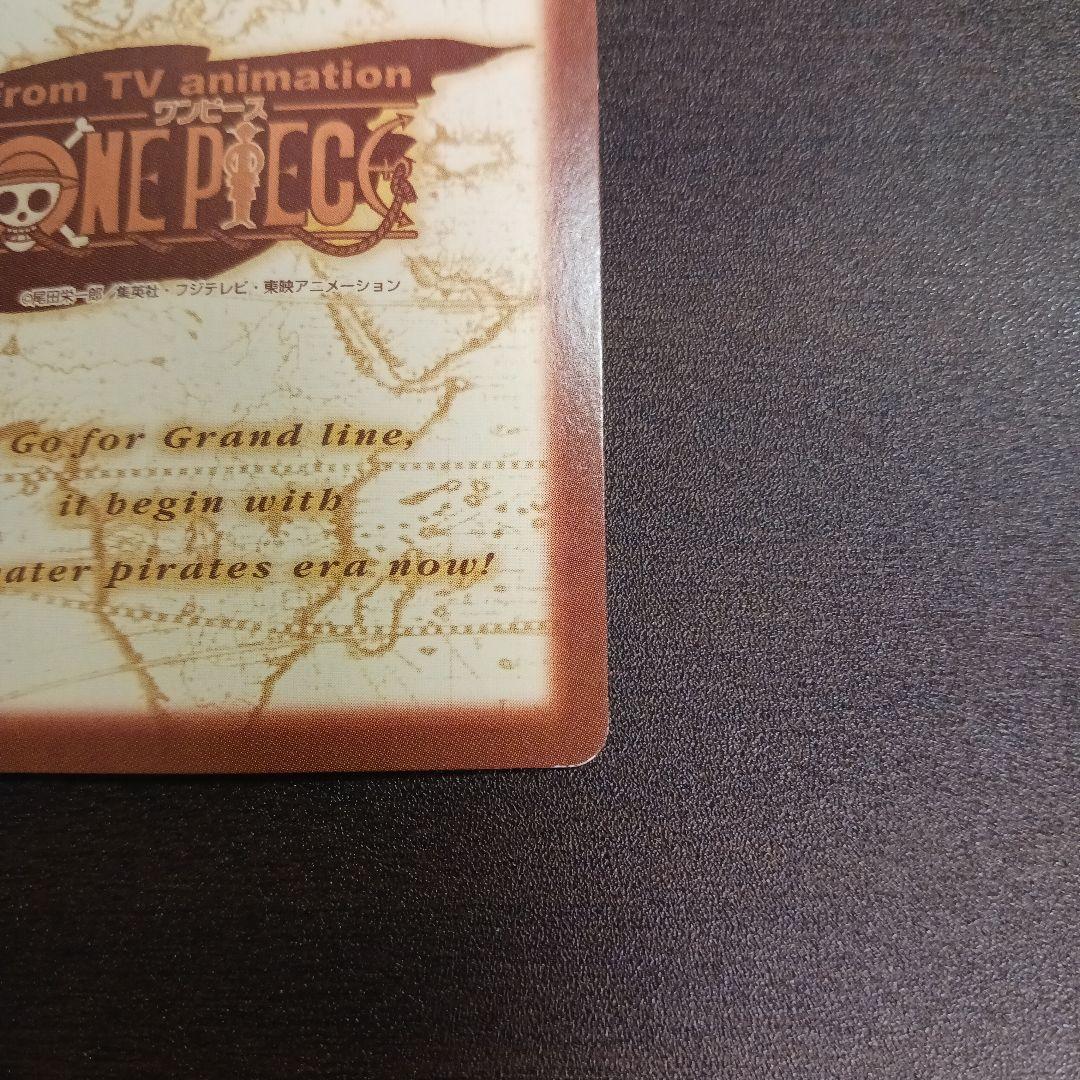 from TV animation
ワンピース
ONE PIECE
©尾田栄一郎/集英社・フジテレビ・東映アニメーション
Go for Grand line,
it begin with
pirates era now!